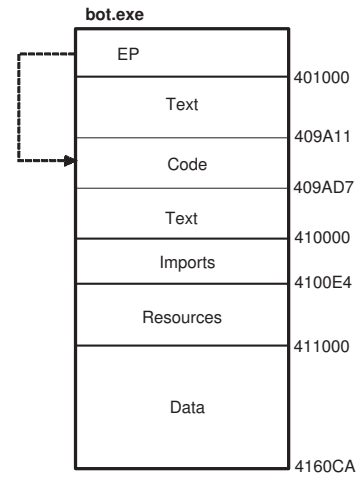 bot.exe
EP
401000
Text
409A11
Code
409AD7
Text
410000
Imports
4100E4
Resources
411000
Data
4160CA